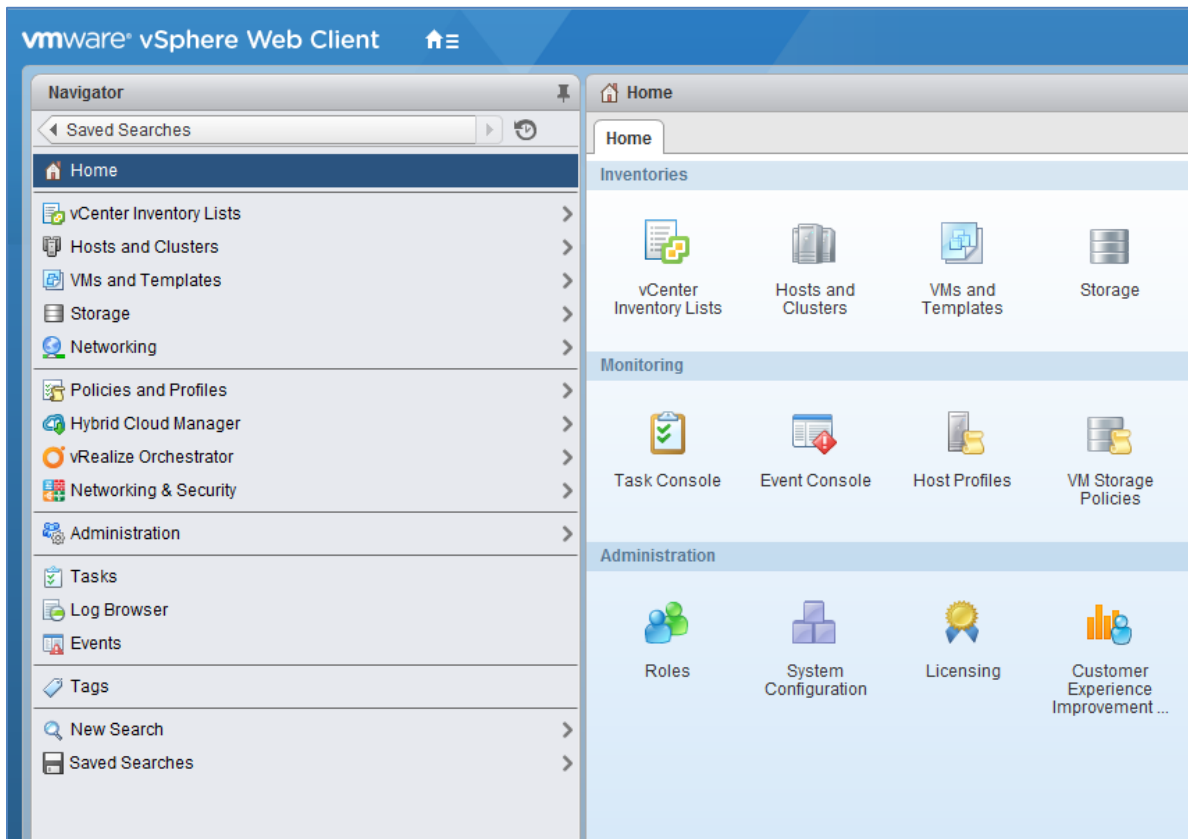 vmware® vSphere Web Client
Navigator
Saved Searches
Home
vCenter Inventory Lists
Hosts and Clusters
VMs and Templates
Storage
Networking
Policies and Profiles
Hybrid Cloud Manager
vRealize Orchestrator
Networking & Security
Administration
Tasks
Log Browser
Events
Tags
New Search
Saved Searches
Home
Home
Inventories
vCenter
Inventory Lists
Hosts and
Clusters
VMs and
Templates
Storage
Monitoring
Task Console
Event Console
Host Profiles
VM Storage
Policies
Administration
Roles
System
Configuration
Licensing
Customer
Experience
Improvement ...